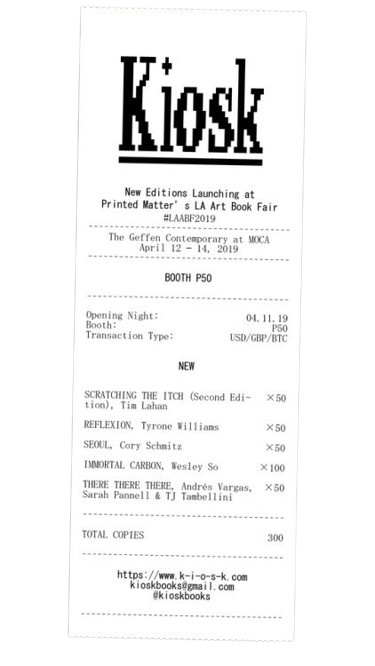 Kiosk
New Editions Launching at
Printed Matter’s LA Art Book Fair
#LAABF2019
The Geffen Contemporary at MOCA
April 12 - 14, 2019
BOOTH P50
Opening Night: 04.11.19
Booth: P50
Transaction Type: USD/GBP/BTC
NEW
SCRATCHING THE ITCH (Second Edi- ×50
tion), Tim Lahan
REFLEXION, Tyrone Williams ×50
SEOUL, Cory Schmitz ×50
IMMORTAL CARBON, Wesley So ×100
THERE THERE THERE, Andrés Vargas, ×50
Sarah Pannell & TJ Tambellini
TOTAL COPIES 300
https://www.k-i-o-s-k.com
kioskbooks@gmail.com
@kioskbooks